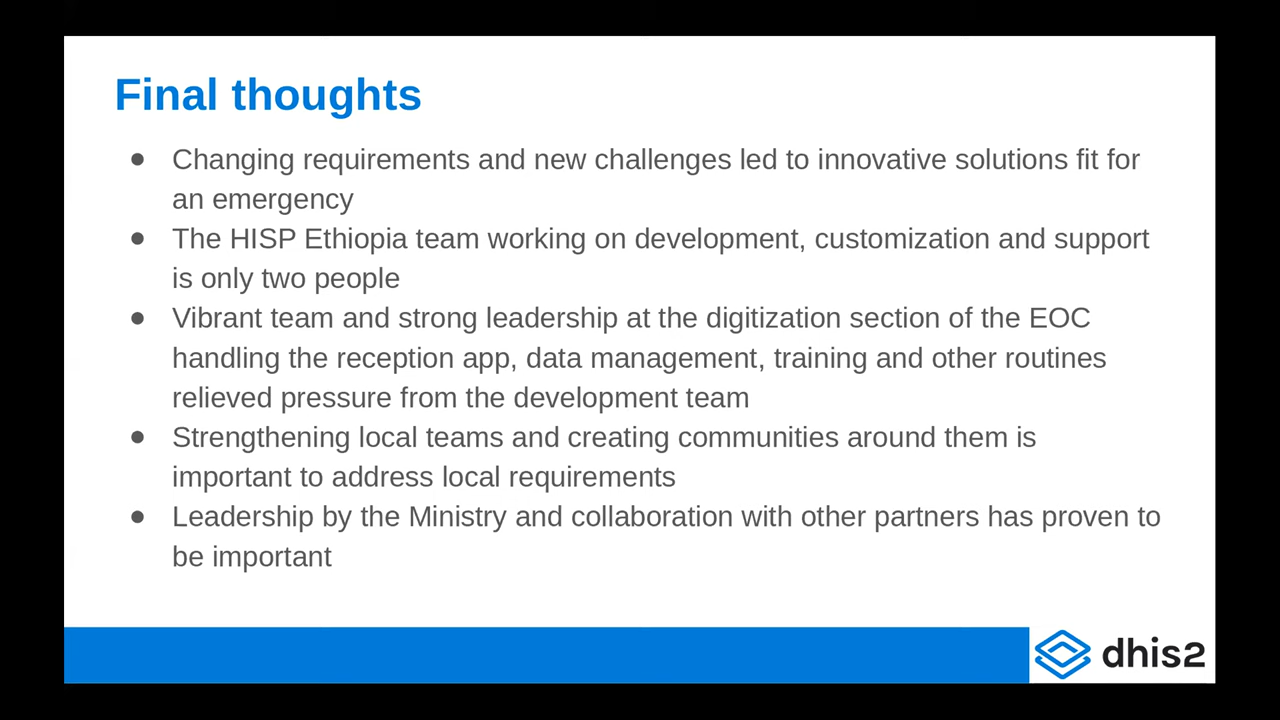 Final thoughts
● Changing requirements and new challenges led to innovative solutions fit for
an emergency
● The HISP Ethiopia team working on development, customization and support
is only two people
● Vibrant team and strong leadership at the digitization section of the EOC
handling the reception app, data management, training and other routines
relieved pressure from the development team
● Strengthening local teams and creating communities around them is
important to address local requirements
● Leadership by the Ministry and collaboration with other partners has proven to
be important
dhis2